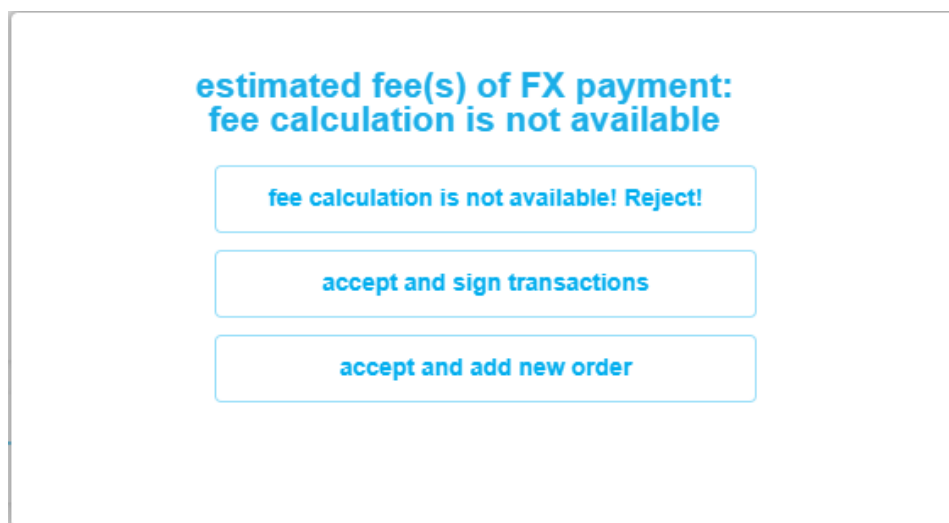 estimated fee(s) of FX payment:
fee calculation is not available
fee calculation is not available! Reject!
accept and sign transactions
accept and add new order